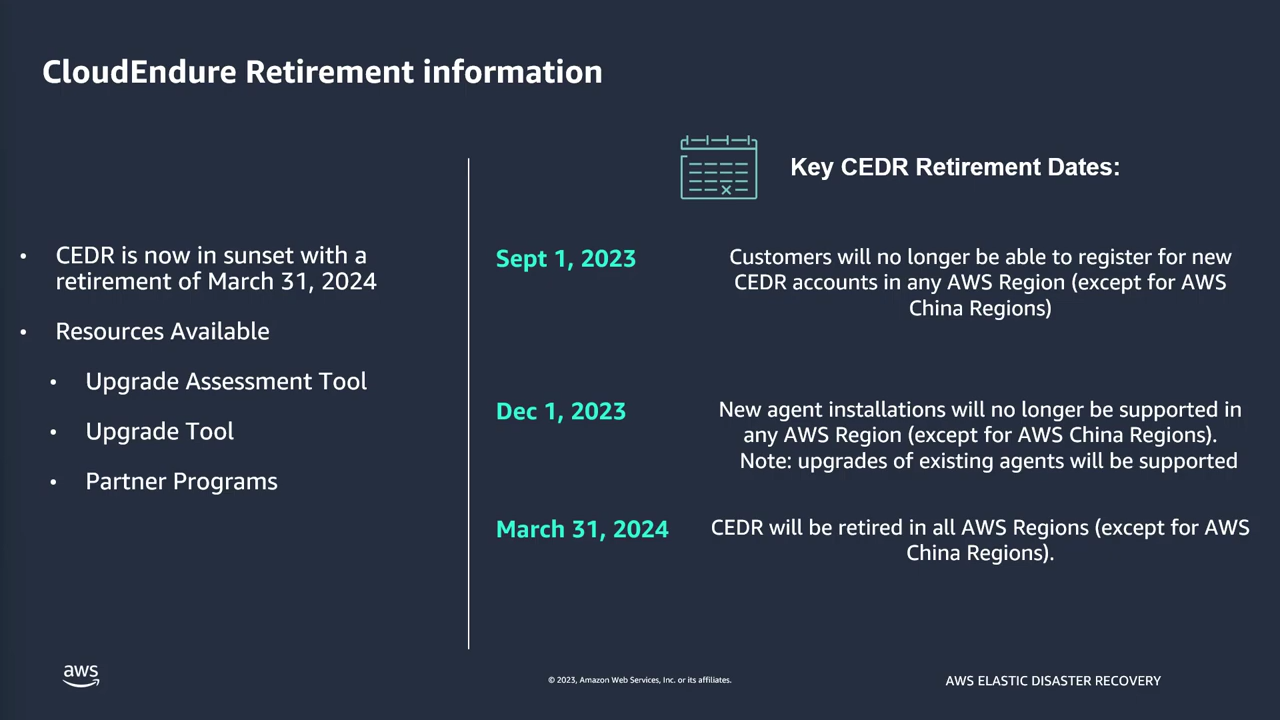 CloudEndure Retirement information
• CEDR is now in sunset with a
retirement of March 31, 2024
• Resources Available
• Upgrade Assessment Tool
• Upgrade Tool
• Partner Programs
Key CEDR Retirement Dates:
Sept 1, 2023
Customers will no longer be able to register for new
CEDR accounts in any AWS Region (except for AWS
China Regions)
Dec 1, 2023
New agent installations will no longer be supported in
any AWS Region (except for AWS China Regions).
Note: upgrades of existing agents will be supported
March 31, 2024
CEDR will be retired in all AWS Regions (except for AWS
China Regions).
aws
© 2023, Amazon Web Services, Inc. or its affiliates.
AWS ELASTIC DISASTER RECOVERY